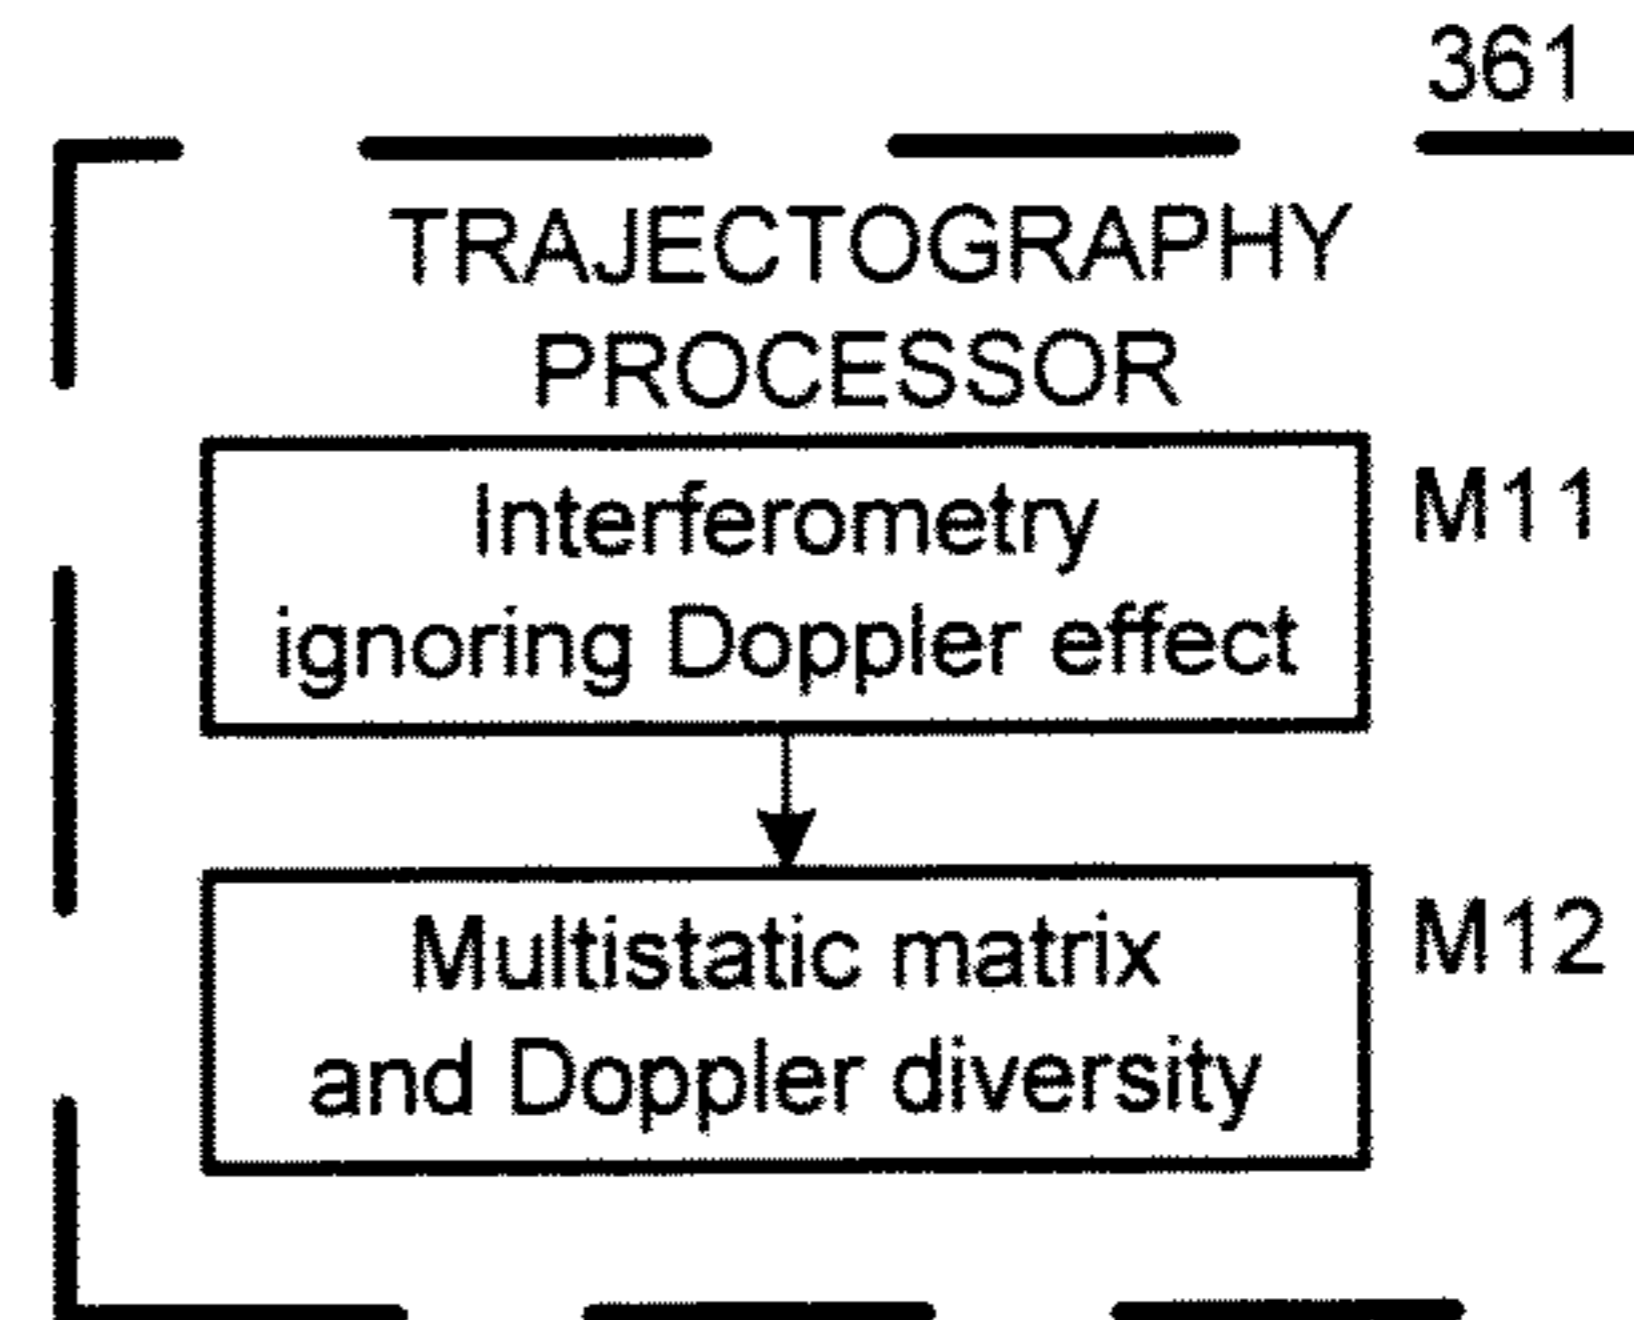 361
TRAJECTOGRAPHY
PROCESSOR
Interferometry
ignoring Doppler effect
M11
Multistatic matrix
and Doppler diversity
M12